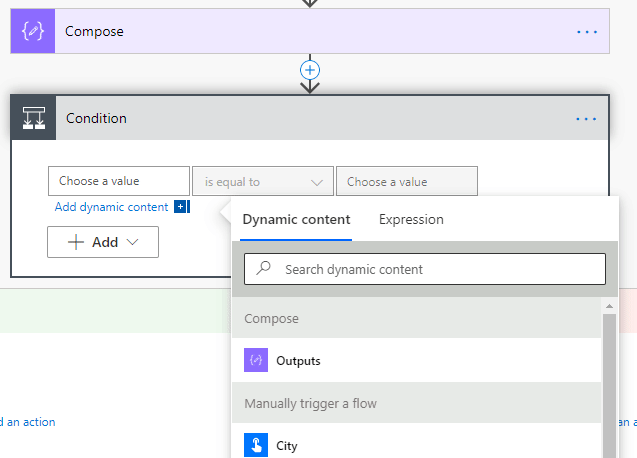 Compose
Condition
Choose a value
is equal to
Choose a value
Add dynamic content
Add
Dynamic content
Expression
Search dynamic content
Compose
Outputs
Manually trigger a flow
City
d an action
an a